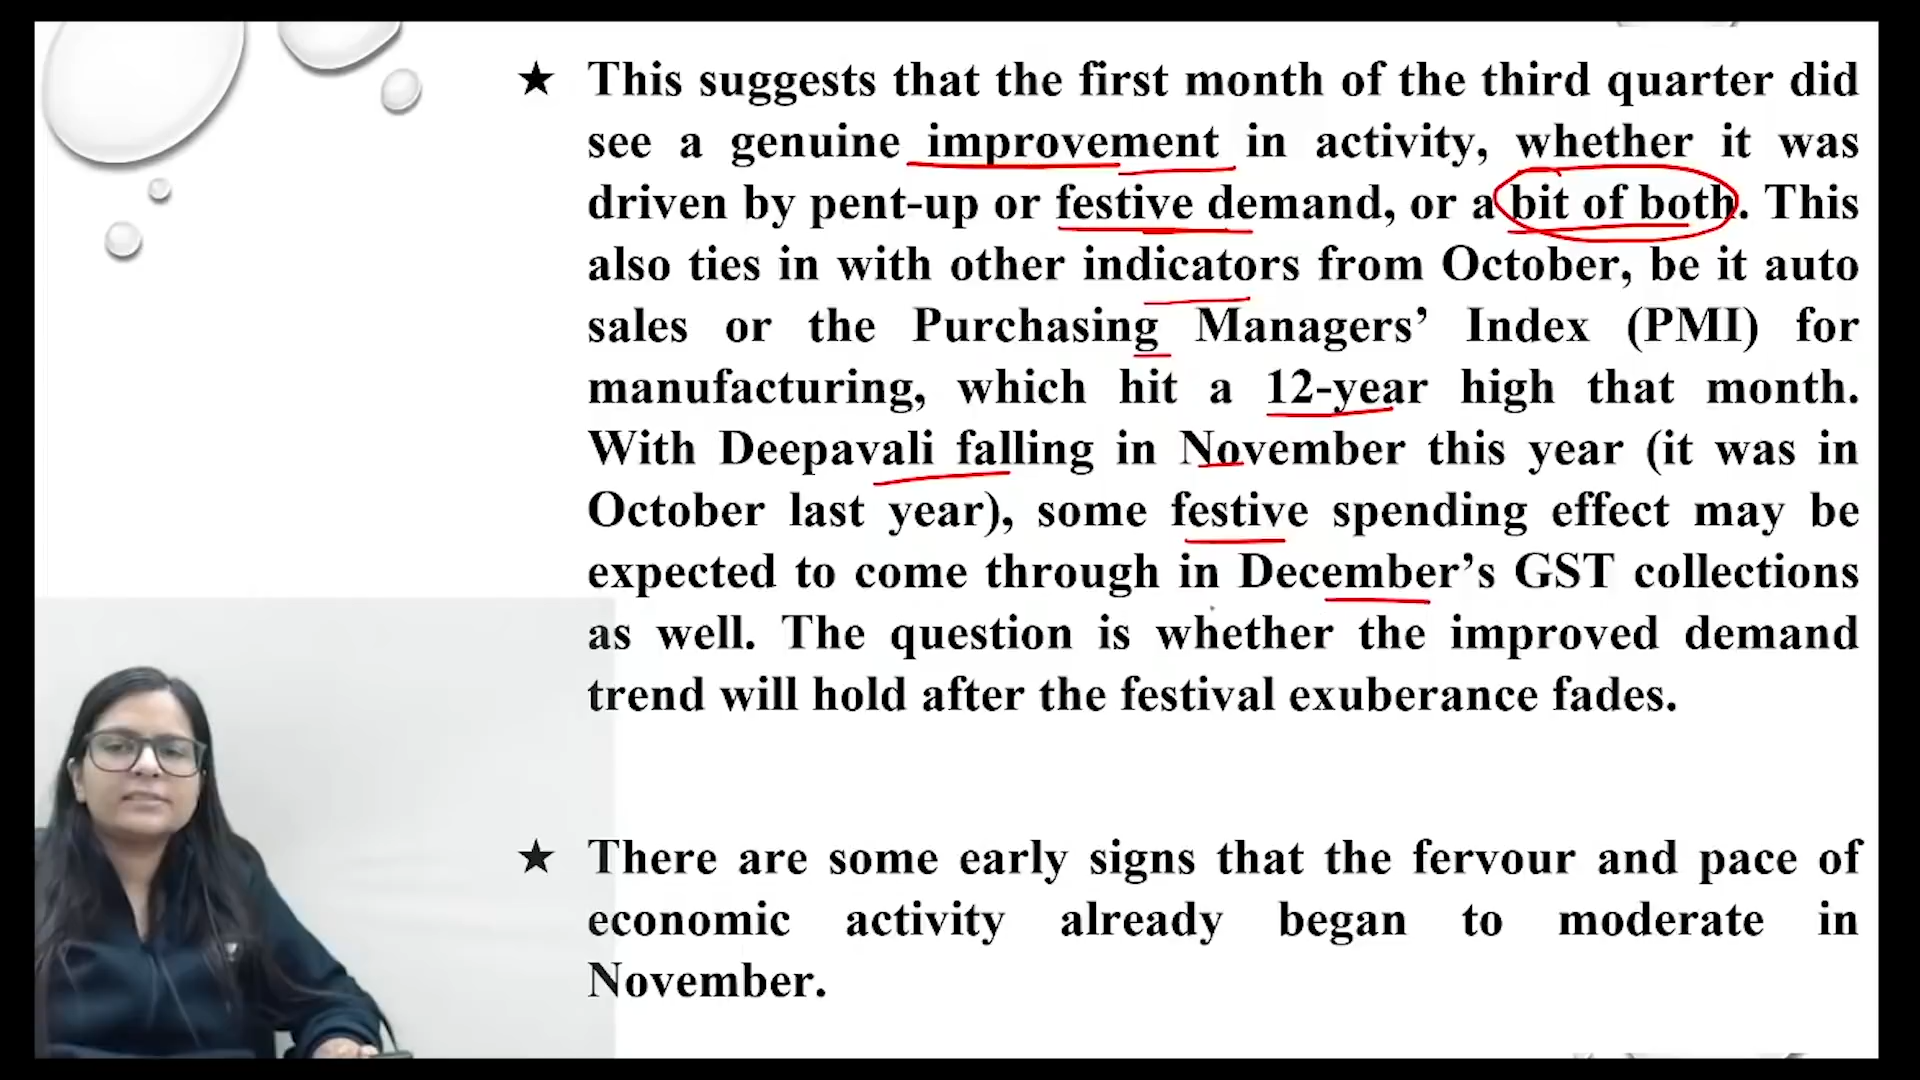 ★ This suggests that the first month of the third quarter did
see a genuine improvement in activity, whether it was
driven by pent-up or festive demand, or a bit of both. This
also ties in with other indicators from October, be it auto
sales or the Purchasing Managers’ Index (PMI) for
manufacturing, which hit a 12-year high that month.
With Deepavali falling in November this year (it was in
October last year), some festive spending effect may be
expected to come through in December’s GST collections
as well. The question is whether the improved demand
trend will hold after the festival exuberance fades.
★ There are some early signs that the fervour and pace of
economic activity already began to moderate in
November.